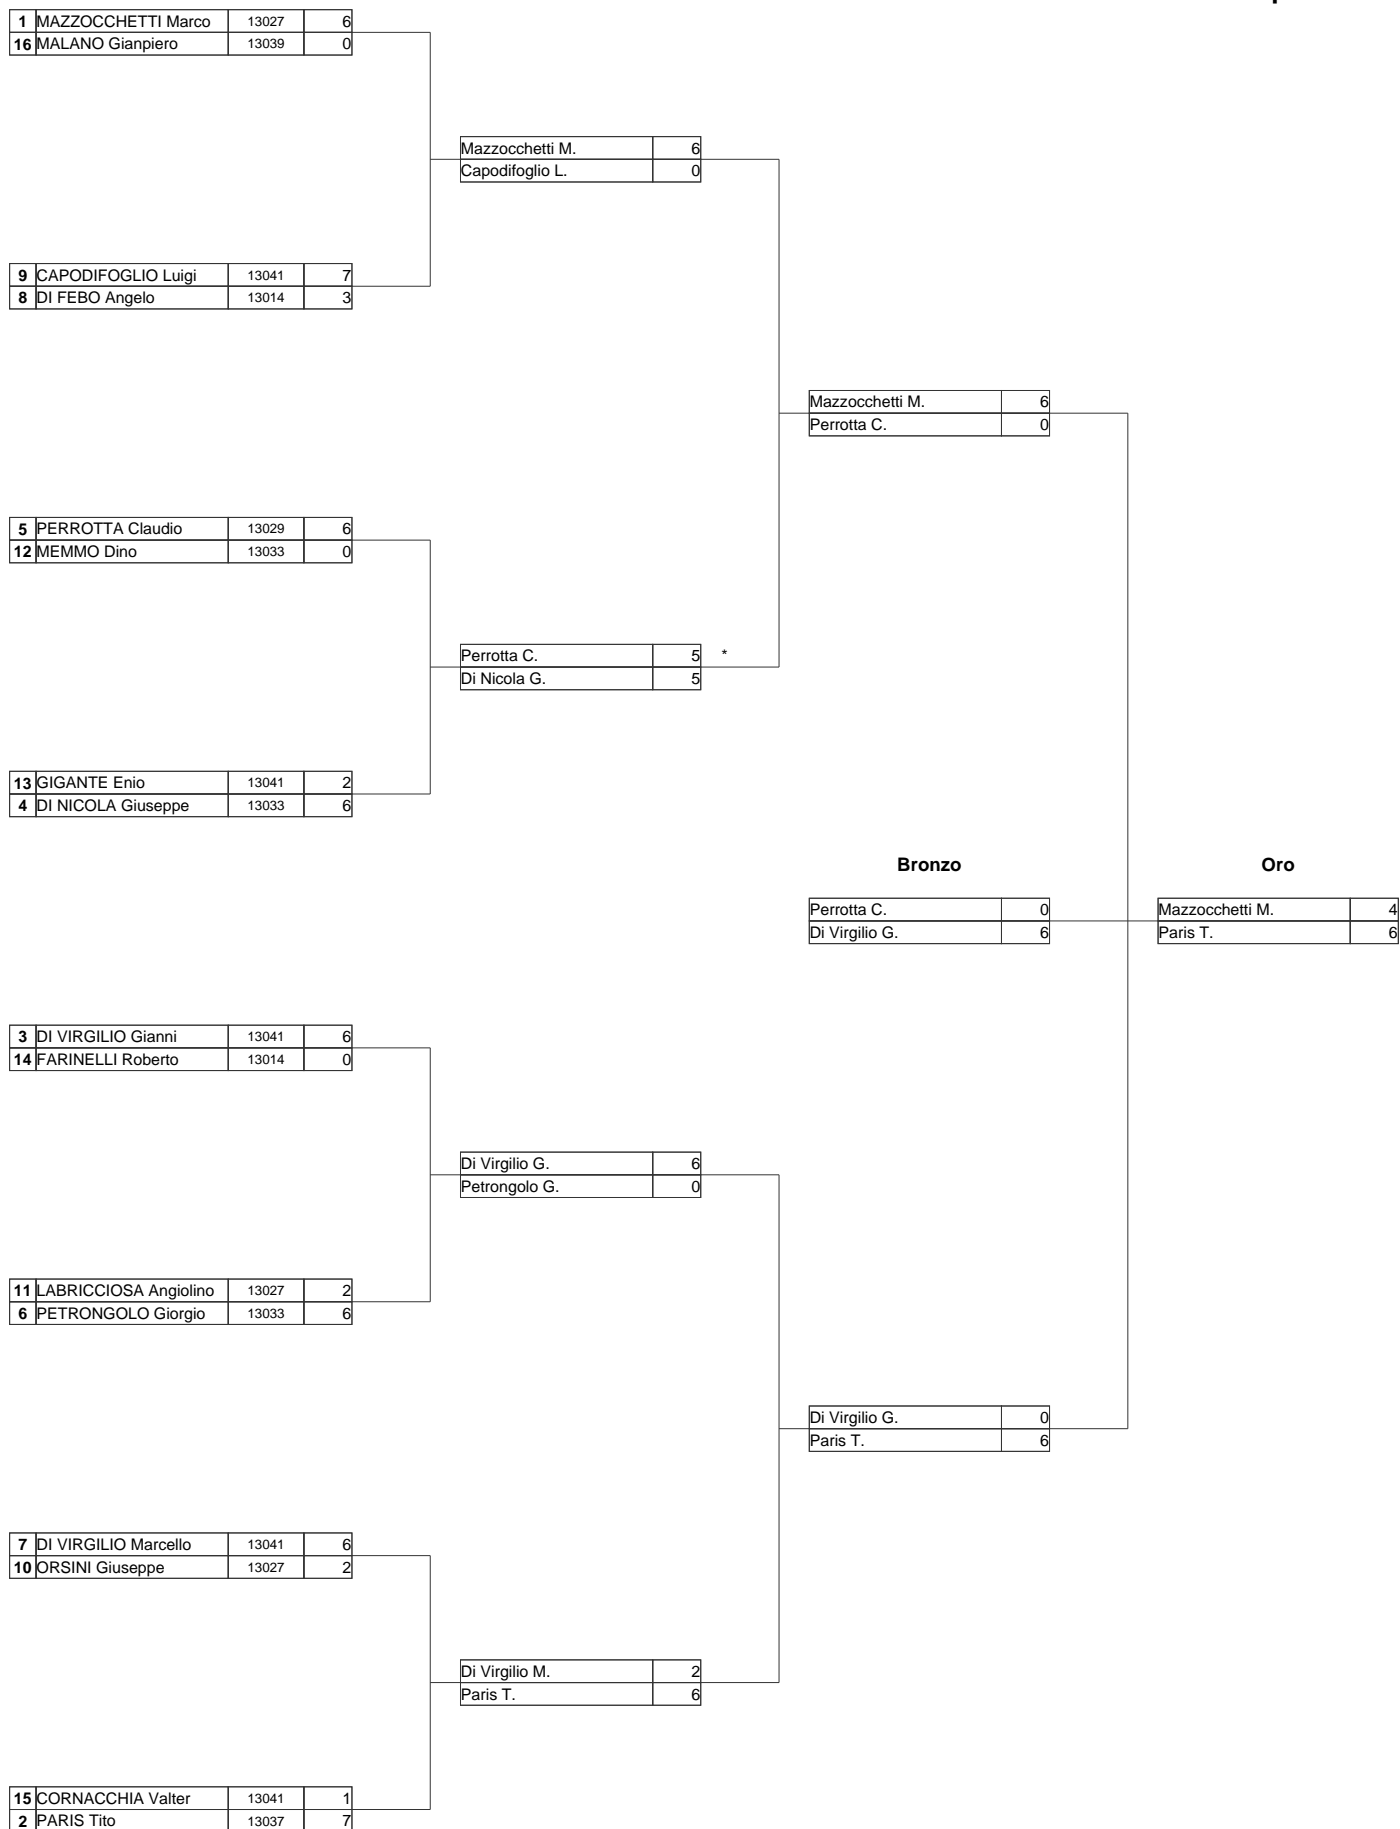 1 MAZZOCCHETTI Marco 13027 6
16 MALANO Gianpiero 13039 0
Mazzocchetti M. 6
Capodifoglio L. 0
9 CAPODIFOGLIO Luigi 13041 7
8 DI FEBO Angelo 13014 3
Mazzocchetti M. 6
Perrotta C. 0
5 PERROTTA Claudio 13029 6
12 MEMMO Dino 13033 0
Perrotta C. 5 *
Di Nicola G. 5
13 GIGANTE Enio 13041 2
4 DI NICOLA Giuseppe 13033 6
Bronzo Oro
Perrotta C. 0 Mazzocchetti M. 4
Di Virgilio G. 6 Paris T. 6
3 DI VIRGILIO Gianni 13041 6
14 FARINELLI Roberto 13014 0
Di Virgilio G. 6
Petrongolo G. 0
11 LABRICCIOSA Angiolino 13027 2
6 PETRONGOLO Giorgio 13033 6
Di Virgilio G. 0
Paris T. 6
7 DI VIRGILIO Marcello 13041 6
10 ORSINI Giuseppe 13027 2
Di Virgilio M. 2
Paris T. 6
15 CORNACCHIA Valter 13041 1
2 PARIS Tito 13037 7